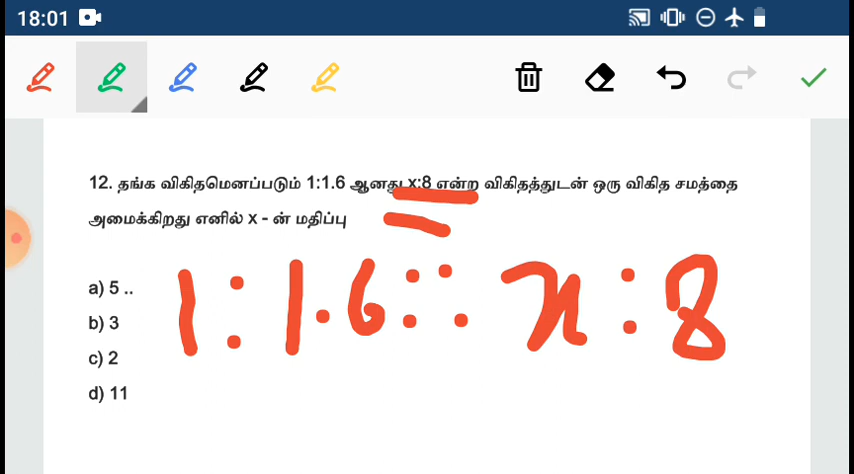 18:01
12. தங்க விகிதமெனப்படும் 1:1.6 ஆனது x:8 என்ற விகிதத்துடன் ஒரு விகித சமத்தை
அமைக்கிறது எனில் x - ன் மதிப்பு
a) 5 ..
b) 3
c) 2
d) 11
1 : 1.6 :: x : 8